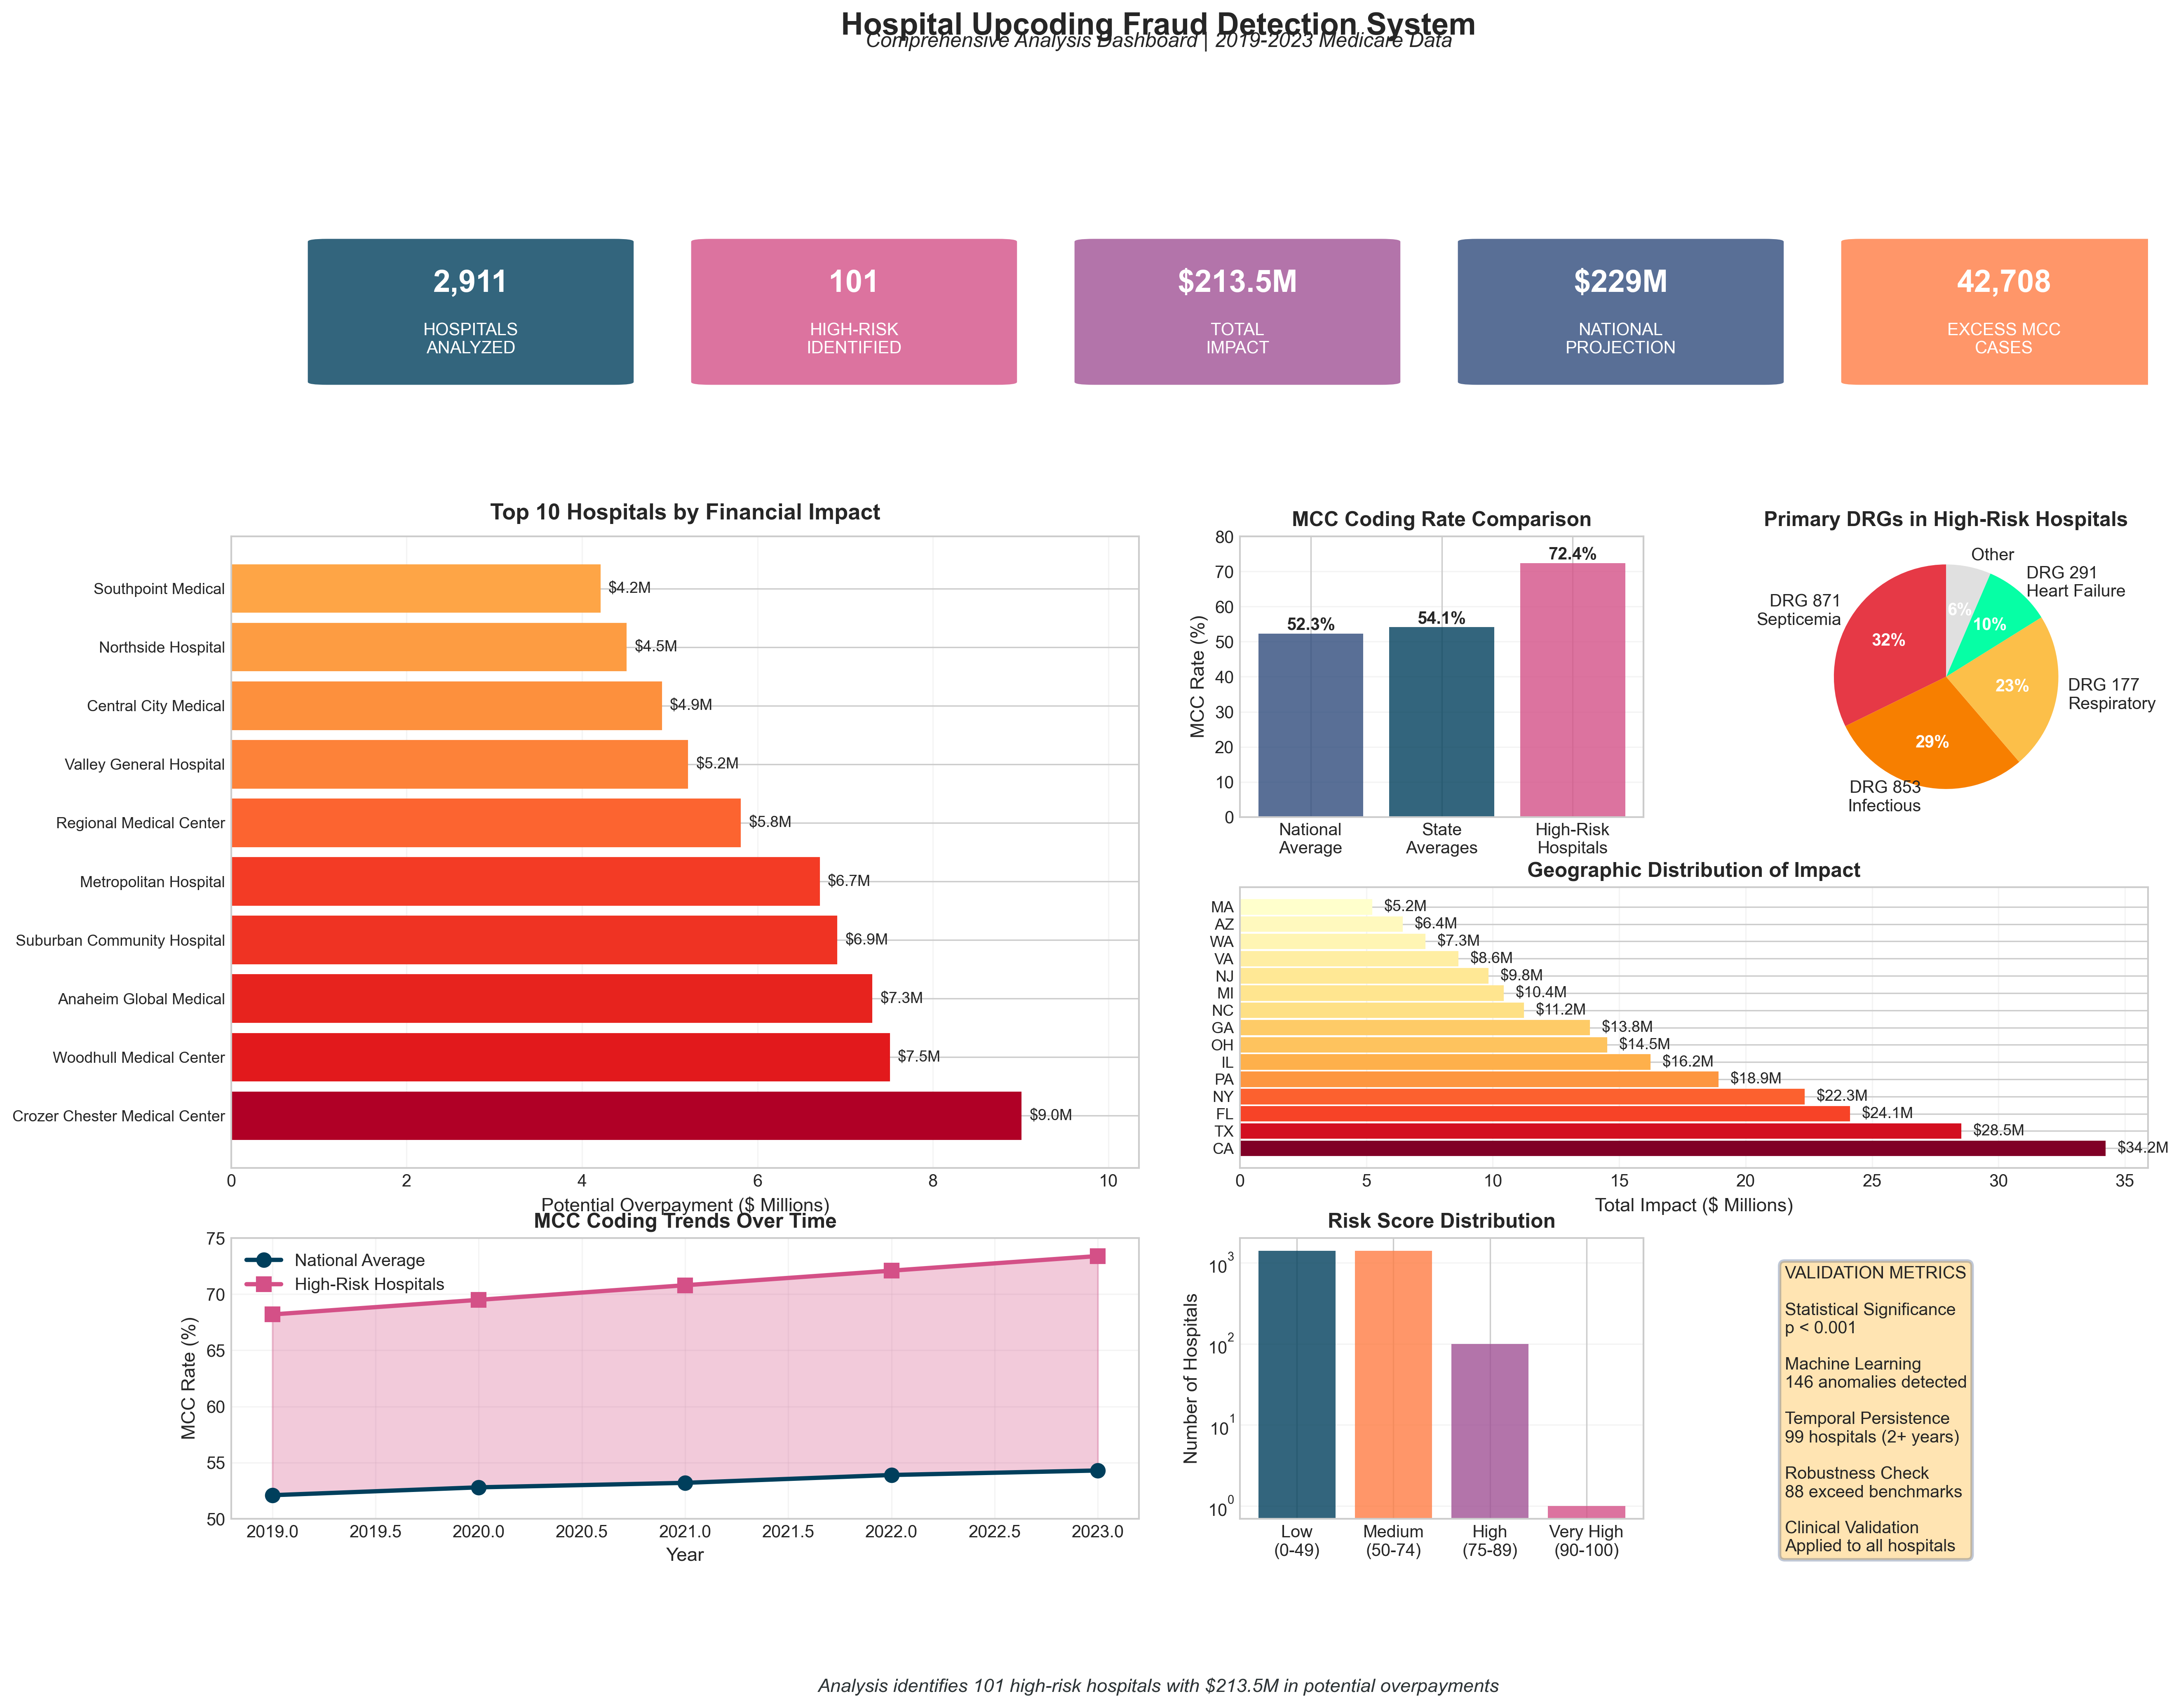 Hospital Upcoding Fraud Detection System
Comprehensive Analysis Dashboard | 2019-2023 Medicare Data
2,911
HOSPITALS
ANALYZED
101
HIGH-RISK
IDENTIFIED
$213.5M
TOTAL
IMPACT
$229M
NATIONAL
PROJECTION
42,708
EXCESS MCC
CASES
Top 10 Hospitals by Financial Impact
Southpoint Medical
$4.2M
Northside Hospital
$4.5M
Central City Medical
$4.9M
Valley General Hospital
$5.2M
Regional Medical Center
$5.8M
Metropolitan Hospital
$6.7M
Suburban Community Hospital
$6.9M
Anaheim Global Medical
$7.3M
Woodhull Medical Center
$7.5M
Crozer Chester Medical Center
$9.0M
0 2 4 6 8 10
Potential Overpayment ($ Millions)
MCC Coding Rate Comparison
MCC Rate (%)
80
70
60
50
40
30
20
10
0
52.3%
54.1%
72.4%
National
Average
State
Averages
High-Risk
Hospitals
Primary DRGs in High-Risk Hospitals
Other
6%
DRG 291
Heart Failure
10%
DRG 871
Septicemia
32%
DRG 177
Respiratory
23%
29%
DRG 853
Infectious
Geographic Distribution of Impact
MA
$5.2M
AZ
$6.4M
WA
$7.3M
VA
$8.6M
NJ
$9.8M
MI
$10.4M
NC
$11.2M
GA
$13.8M
OH
$14.5M
IL
$16.2M
PA
$18.9M
NY
$22.3M
FL
$24.1M
TX
$28.5M
CA
$34.2M
0 5 10 15 20 25 30 35
Total Impact ($ Millions)
MCC Coding Trends Over Time
National Average
High-Risk Hospitals
MCC Rate (%)
75
70
65
60
55
50
2019.0 2019.5 2020.0 2020.5 2021.0 2021.5 2022.0 2022.5 2023.0
Year
Risk Score Distribution
Number of Hospitals
10³
10²
10¹
10⁰
Low
(0-49)
Medium
(50-74)
High
(75-89)
Very High
(90-100)
VALIDATION METRICS
Statistical Significance
p < 0.001
Machine Learning
146 anomalies detected
Temporal Persistence
99 hospitals (2+ years)
Robustness Check
88 exceed benchmarks
Clinical Validation
Applied to all hospitals
Analysis identifies 101 high-risk hospitals with $213.5M in potential overpayments